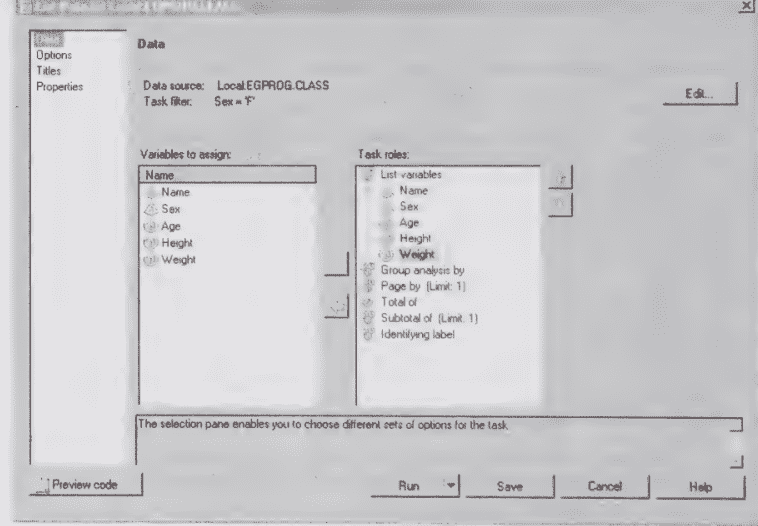 Data
Options
Titles
Properties
Data source: Local:EGPROG.CLASS
Task filter: Sex = 'F'
Edit...
Variables to assign:
Name
Name
Sex
Age
Height
Weight
Task roles:
List variables
Name
Sex
Age
Height
Weight
Group analysis by
Page by (Limit: 1)
Total of
Subtotal of (Limit: 1)
Identifying label
The selection pane enables you to choose different sets of options for the task.
Preview code
Run
Save
Cancel
Help